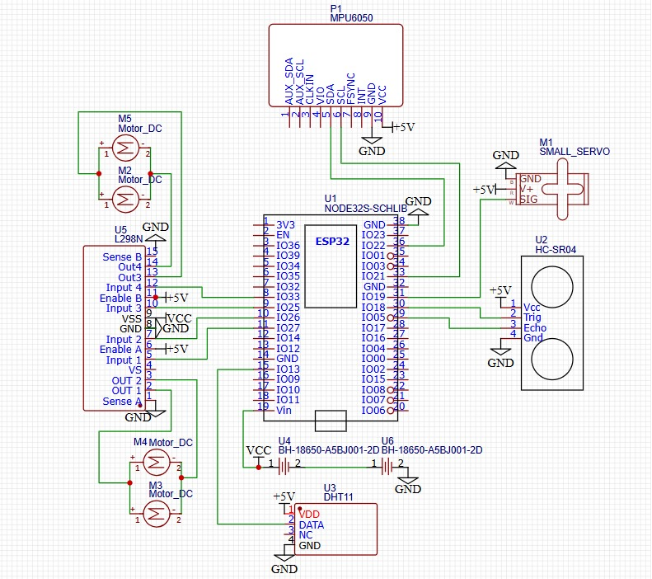 P1
MPU6050
AUX_SDA
AUX_SCL
CLKIN
VIO
SDA
SCL
FSYNC
INT
GND
VCC
1
2
3
4
5
6
7
8
9
10
+5V
GND
M5
Motor_DC
+ 1
2 -
M2
Motor_DC
+ 1
2 -
M1
SMALL_SERVO
GND
GND
+5V
V+
SIG
U1
NODE32S-SCHLIB
GND
ESP32
1 3V3
2 EN
3 IO36
4 IO39
5 IO34
6 IO35
7 IO32
8 IO33
9 IO25
10 IO26
11 IO27
12 IO14
13 IO12
14 GND
15 IO13
16 IO09
17 IO10
18 IO11
19 Vin
GND 38
IO23 37
IO22 36
IO01 35
IO03 34
IO21 33
GND 32
IO19 31
IO18 30
IO05 29
IO17 28
IO16 27
IO04 26
IO00 25
IO02 24
IO15 23
IO08 22
IO07 21
IO06 20
U5
L298N
GND
Sense B 15
Out4 14
Out3 13
Input 4 12
Enable B 11
+5V
Input 3 10
VSS 9
VCC
GND 8
GND
Input 2 7
Enable A 6
+5V
Input 1 5
VS 4
OUT 2 3
OUT 1 2
Sense A 1
GND
U2
HC-SR04
+5V
1 Vcc
2 Trig
3 Echo
4 Gnd
GND
M4 Motor_DC
+ 1
2 -
M3
Motor_DC
+ 1
2 -
VCC
U4
BH-18650-A5BJ001-2D
1 2
U6
BH-18650-A5BJ001-2D
1 2
GND
U3
DHT11
+5V
1 VDD
2 DATA
3 NC
4 GND
GND